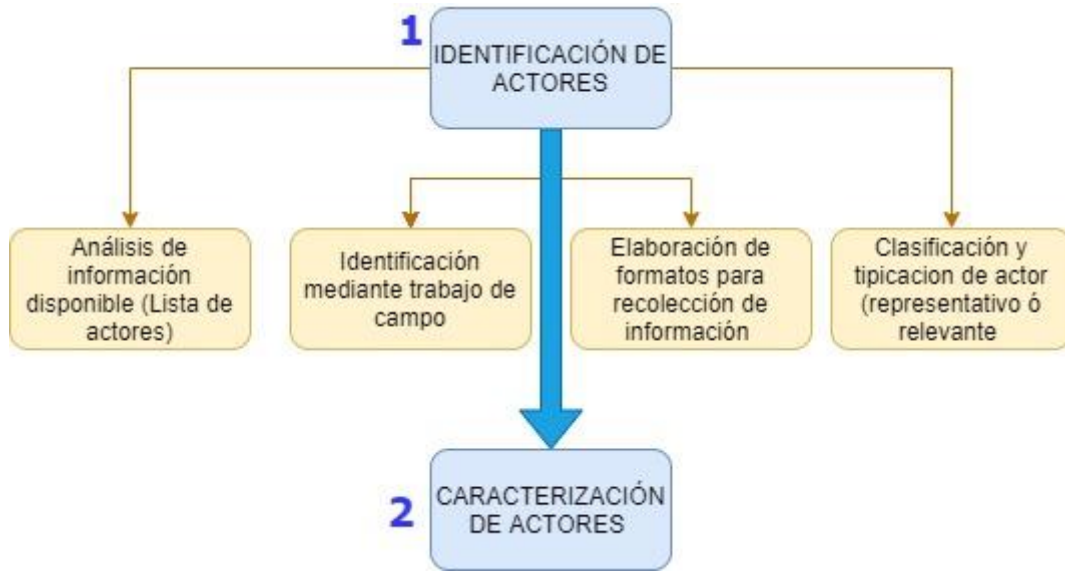 1
IDENTIFICACIÓN DE
ACTORES
Análisis de
información
disponible (Lista de
actores)
Identificación
mediante trabajo de
campo
Elaboración de
formatos para
recolección de
información
Clasificación y
tipicacion de actor
(representativo ó
relevante
2
CARACTERIZACIÓN
DE ACTORES